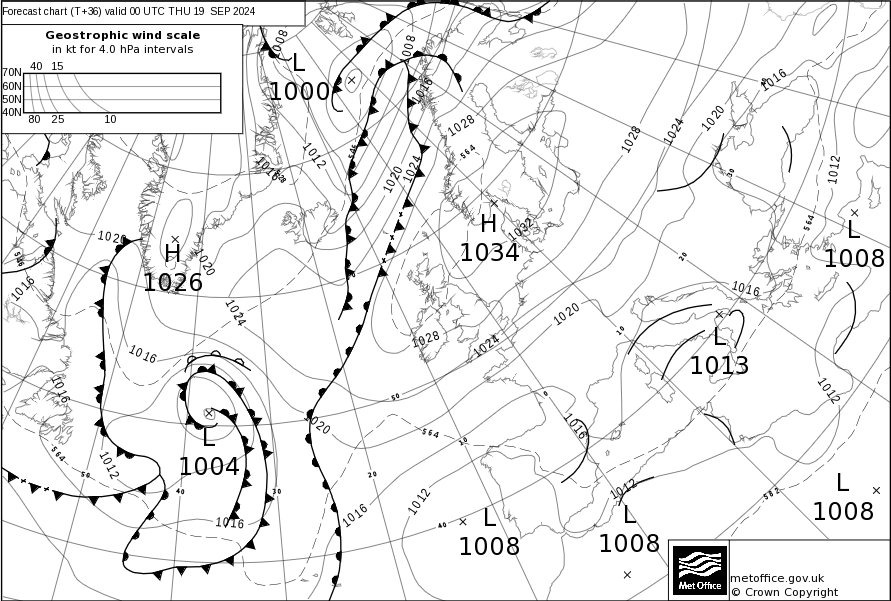 Forecast chart (T+36) valid 00 UTC THU 19 SEP 2024
Geostrophic wind scale
in kt for 4.0 hPa intervals
40 15
70N
60N
50N
40N
80 25 10
1008
L
1000
1008
1016
1016
1028
1012
564
1020
1024
1028
1024
1020
1012
1016
1020
H
1026
1020
H
1034
1032
564
L
1008
1016
1024
1016
1028
1024
1020
1016
L
1013
1016
1012
1020
1016
564
1012
L
1004
564
50
40
30
20
10
0
10
20
30
50
40
1016
1016
1012
1012
L
1008
L
1008
L
1008
582
Met Office
metoffice.gov.uk
© Crown Copyright